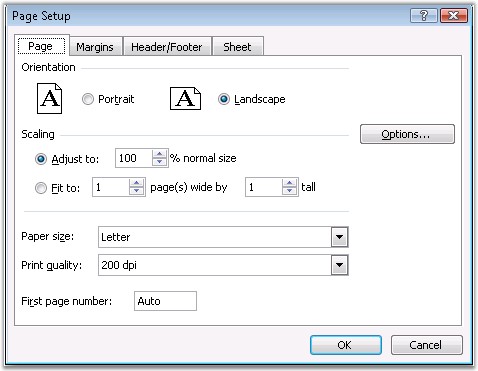 Page Setup
Page Margins Header/Footer Sheet
Orientation
A Portrait A Landscape
Scaling
Adjust to: 100 % normal size
Options...
Fit to: 1 page(s) wide by 1 tall
Paper size: Letter
Print quality: 200 dpi
First page number: Auto
OK Cancel